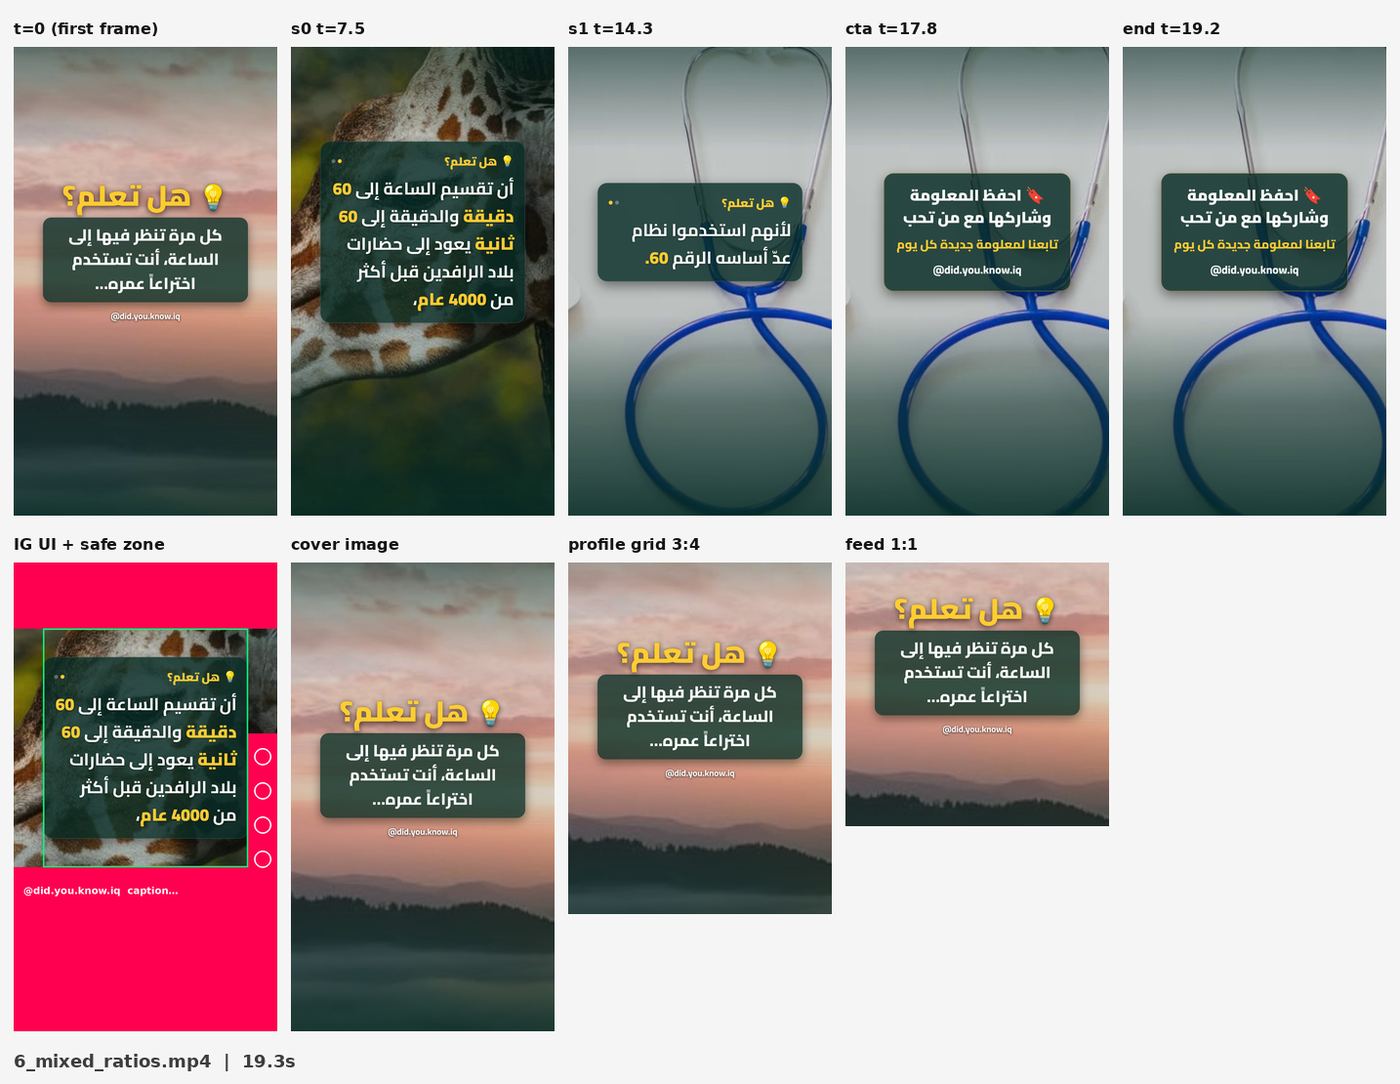 t=0 (first frame)
هل تعلم؟
كل مرة تنظر فيها إلى
الساعة، أنت تستخدم
اختراعاً عمره...
@did.you.know.iq
s0 t=7.5
هل تعلم؟
أن تقسيم الساعة إلى 60
دقيقة والدقيقة إلى 60
ثانية يعود إلى حضارات
بلاد الرافدين قبل أكثر
من 4000 عام،
s1 t=14.3
هل تعلم؟
لأنهم استخدموا نظام
عدّ أساسه الرقم 60.
cta t=17.8
احفظ المعلومة
وشاركها مع من تحب
تابعنا لمعلومة جديدة كل يوم
@did.you.know.iq
end t=19.2
احفظ المعلومة
وشاركها مع من تحب
تابعنا لمعلومة جديدة كل يوم
@did.you.know.iq
IG UI + safe zone
هل تعلم؟
أن تقسيم الساعة إلى 60
دقيقة والدقيقة إلى 60
ثانية يعود إلى حضارات
بلاد الرافدين قبل أكثر
من 4000 عام،
@did.you.know.iq caption...
cover image
هل تعلم؟
كل مرة تنظر فيها إلى
الساعة، أنت تستخدم
اختراعاً عمره...
@did.you.know.iq
profile grid 3:4
هل تعلم؟
كل مرة تنظر فيها إلى
الساعة، أنت تستخدم
اختراعاً عمره...
@did.you.know.iq
feed 1:1
هل تعلم؟
كل مرة تنظر فيها إلى
الساعة، أنت تستخدم
اختراعاً عمره...
@did.you.know.iq
6_mixed_ratios.mp4 | 19.3s